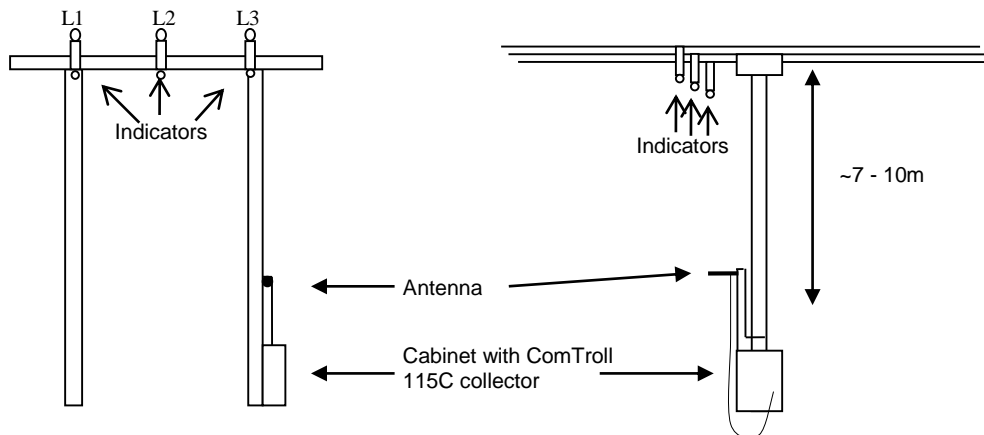 L1 L2 L3
Indicators
Indicators
~7 - 10m
Antenna
Cabinet with ComTroll
115C collector